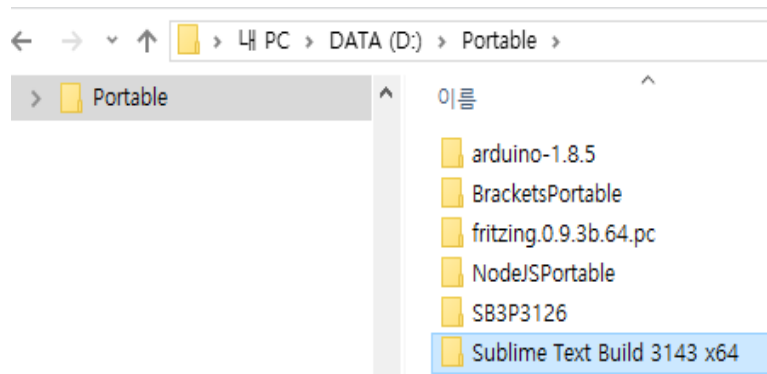 내 PC > DATA (D:) > Portable >
Portable
이름
arduino-1.8.5
BracketsPortable
fritzing.0.9.3b.64.pc
NodeJSPortable
SB3P3126
Sublime Text Build 3143 x64